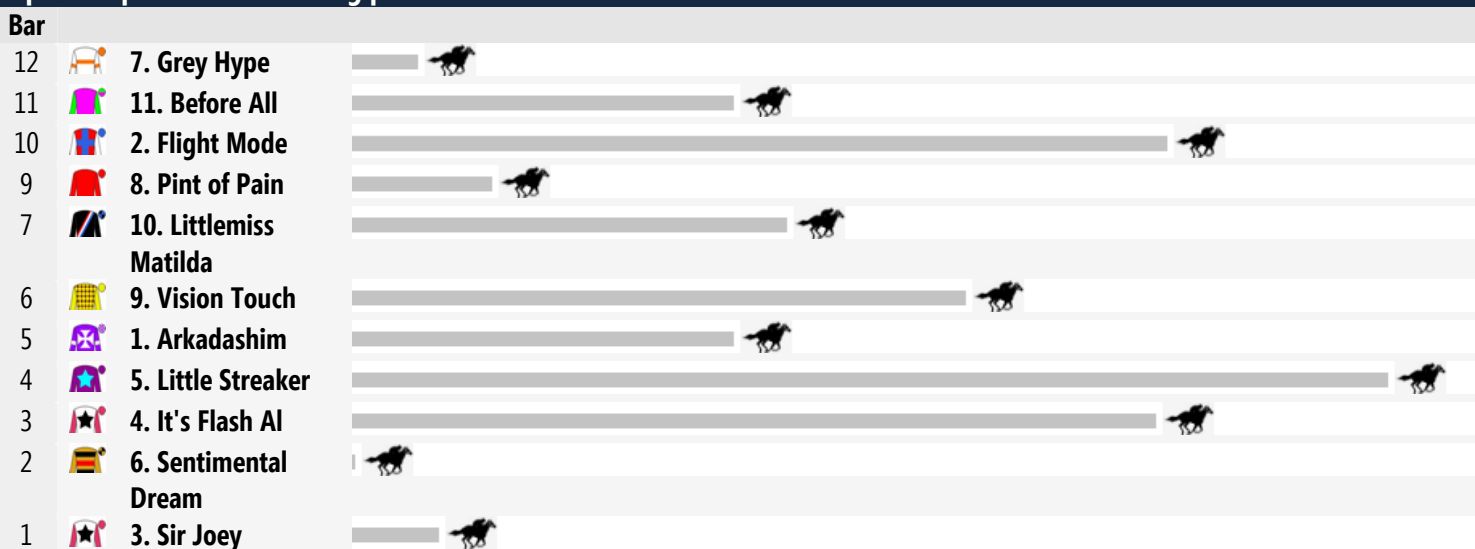 Bar
12 7. Grey Hype
11 11. Before All
10 2. Flight Mode
9 8. Pint of Pain
7 10. Littlemiss
Matilda
6 9. Vision Touch
5 1. Arkadashim
4 5. Little Streaker
3 4. It's Flash Al
2 6. Sentimental
Dream
1 3. Sir Joey